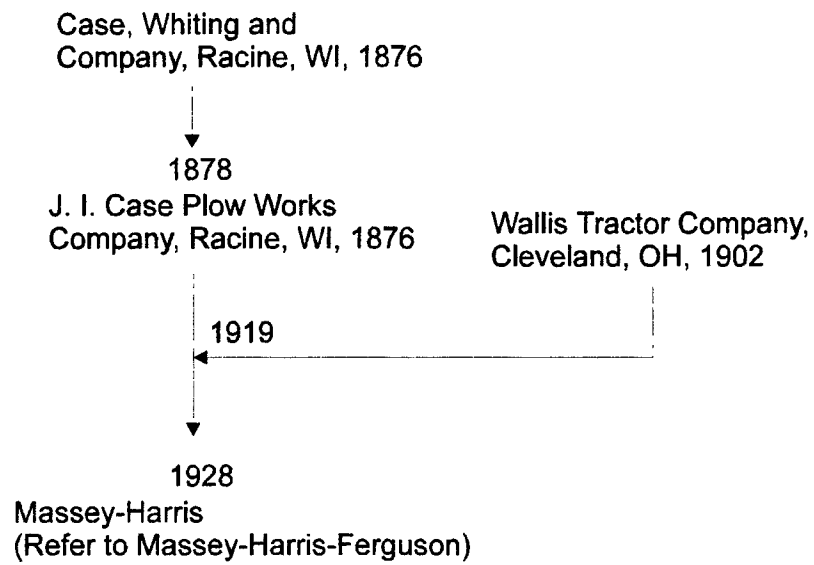 Case, Whiting and
Company, Racine, WI, 1876
1878
J. I. Case Plow Works
Company, Racine, WI, 1876
Wallis Tractor Company,
Cleveland, OH, 1902
1919
1928
Massey-Harris
(Refer to Massey-Harris-Ferguson)